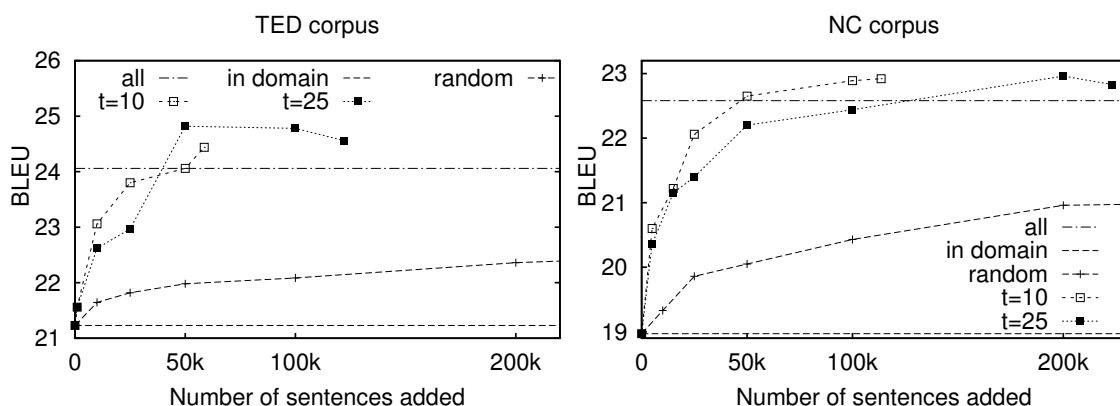 TED corpus
26
all
in domain
random
t=10
t=25
25
24
23
22
21
BLEU
0
50k
100k
200k
Number of sentences added
NC corpus
23
22
21
20
19
BLEU
all
in domain
random
t=10
t=25
0
50k
100k
200k
Number of sentences added